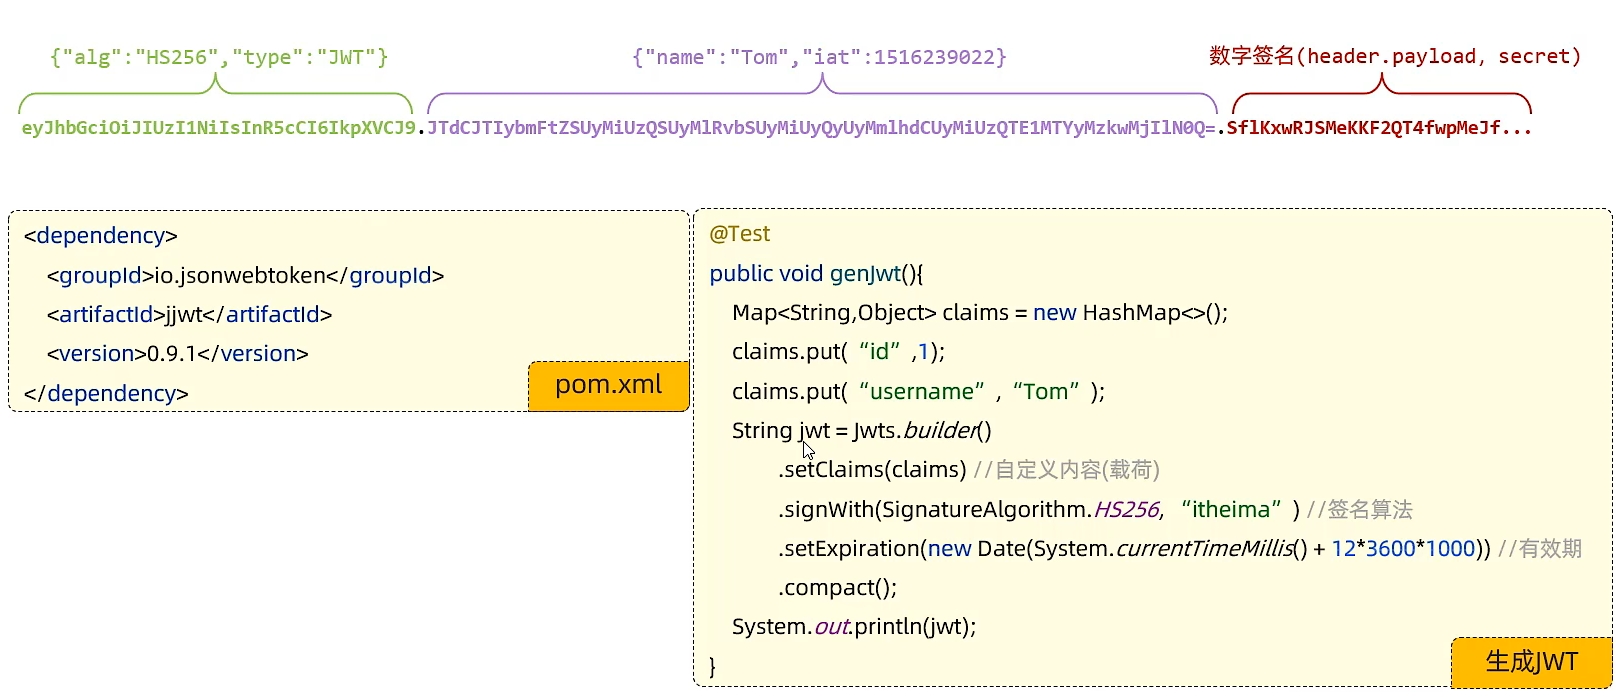 {"alg":"HS256","type":"JWT"}
{"name":"Tom","iat":1516239022}
数字签名(header.payload, secret)
eyJhbGciOiJIUzI1NiIsInR5cCI6IkpXVCJ9.JTdCJTIybmFtZSUyMiUzQSUyMlRvbSUyMiUyQyUyMmlhdCUyMiUzQTE1MTYyMzkwMjIlN0Q=.SflKxwRJSMeKKF2QT4fwpMeJf...
<dependency>
<groupId>io.jsonwebtoken</groupId>
<artifactId>jjwt</artifactId>
<version>0.9.1</version>
</dependency>
pom.xml
@Test
public void genJwt(){
Map<String,Object> claims = new HashMap<>();
claims.put( “id” ,1);
claims.put( “username” , “Tom” );
String jwt = Jwts.builder()
.setClaims(claims) //自定义内容(载荷)
.signWith(SignatureAlgorithm.HS256, “itheima” ) //签名算法
.setExpiration(new Date(System.currentTimeMillis() + 12*3600*1000)) //有效期
.compact();
System.out.println(jwt);
}
生成JWT